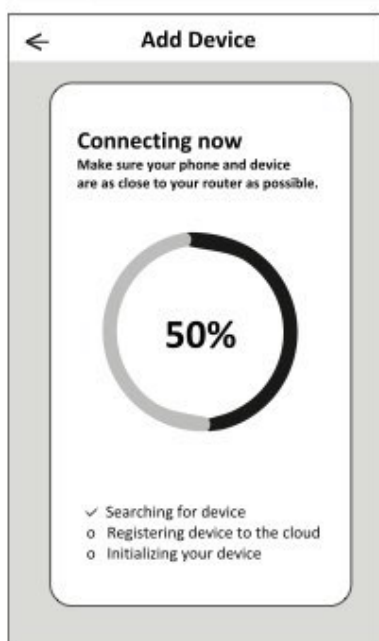 Add Device
Connecting now
Make sure your phone and device
are as close to your router as possible.
50%
✓ Searching for device
o Registering device to the cloud
o Initializing your device